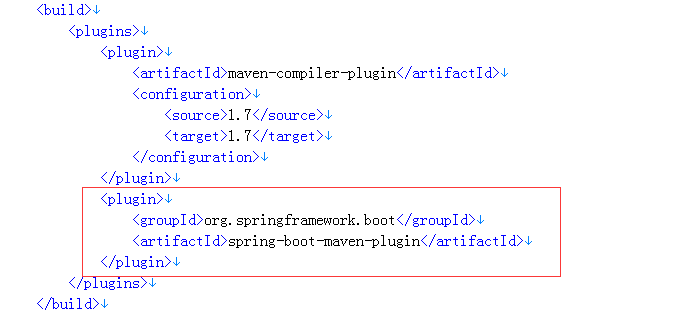 <build>↓
<plugins>↓
<plugin>↓
<artifactId>maven-compiler-plugin</artifactId>↓
<configuration>↓
<source>1.7</source>↓
<target>1.7</target>↓
</configuration>↓
</plugin>↓
<plugin>↓
<groupId>org.springframework.boot</groupId>↓
<artifactId>spring-boot-maven-plugin</artifactId>↓
</plugin>↓
</plugins>↓
</build>↓